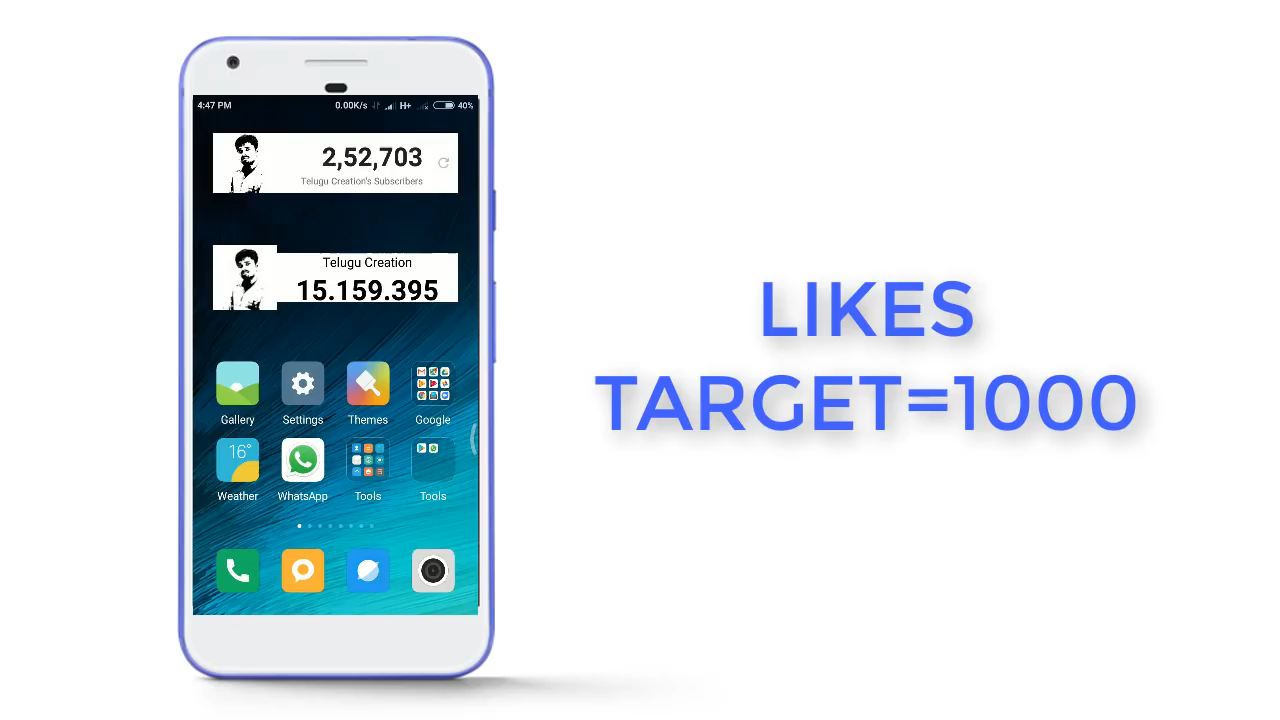 4:47 PM 0.00K/s H+ 40%
2,52,703
Telugu Creation's Subscribers
Telugu Creation
15.159.395
Gallery Settings Themes Google
16°
Weather WhatsApp Tools Tools
LIKES
TARGET=1000